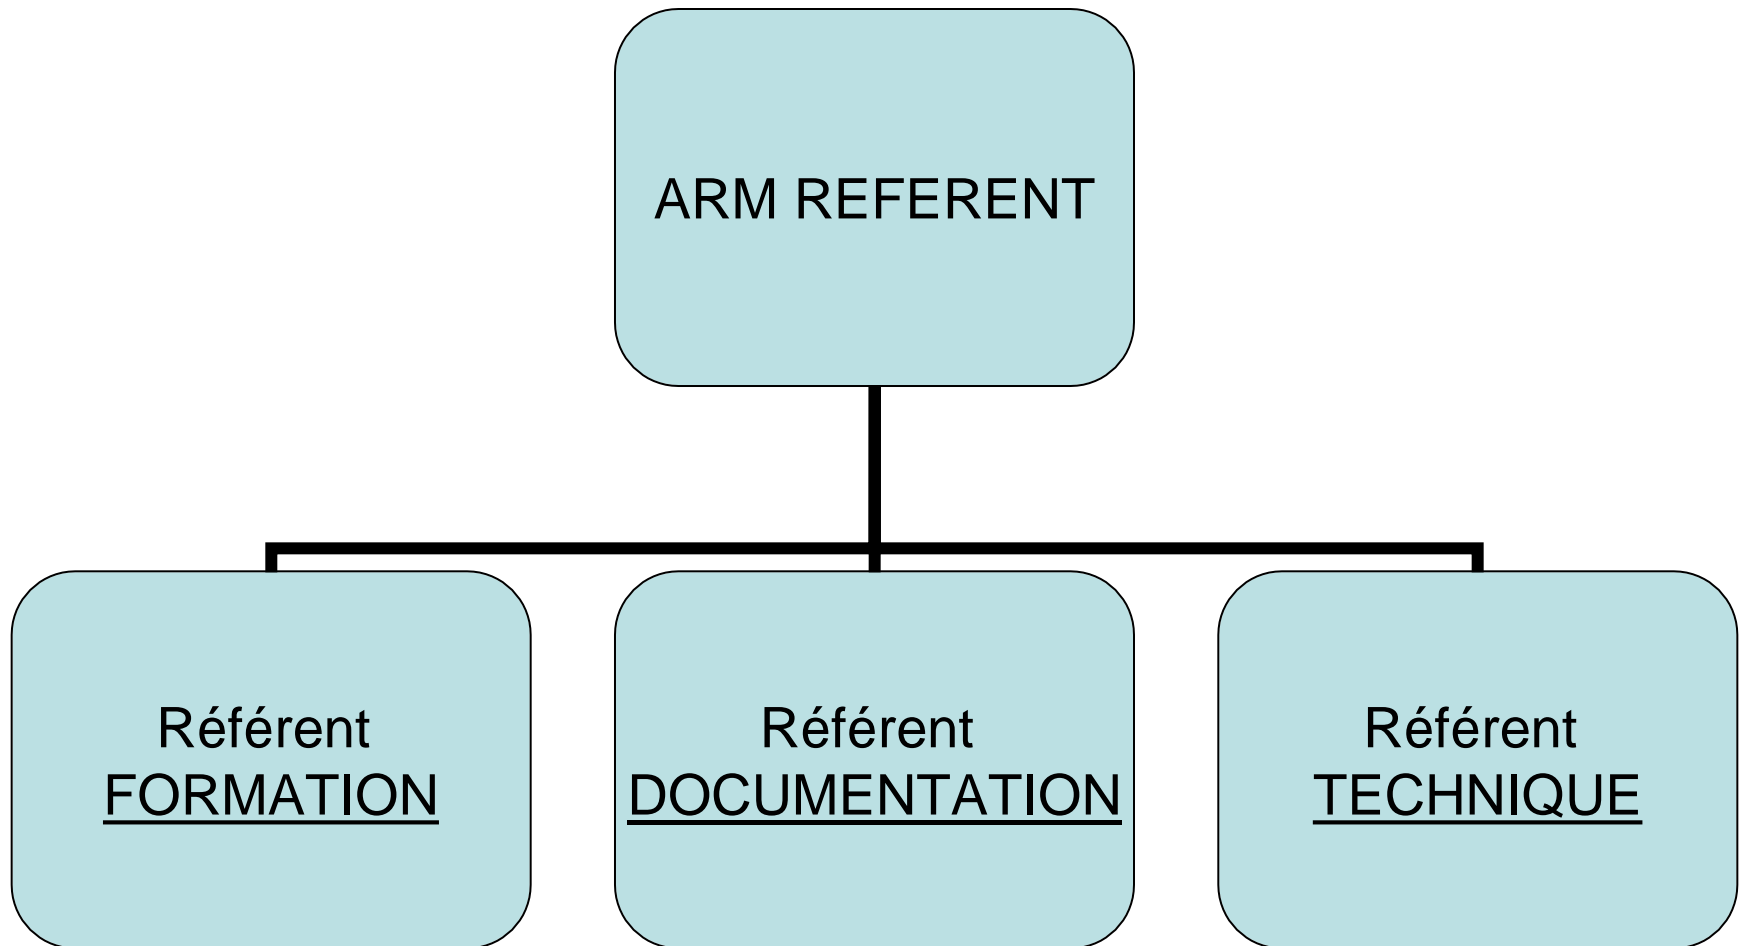 ARM REFERENT
Référent
FORMATION
Référent
DOCUMENTATION
Référent
TECHNIQUE